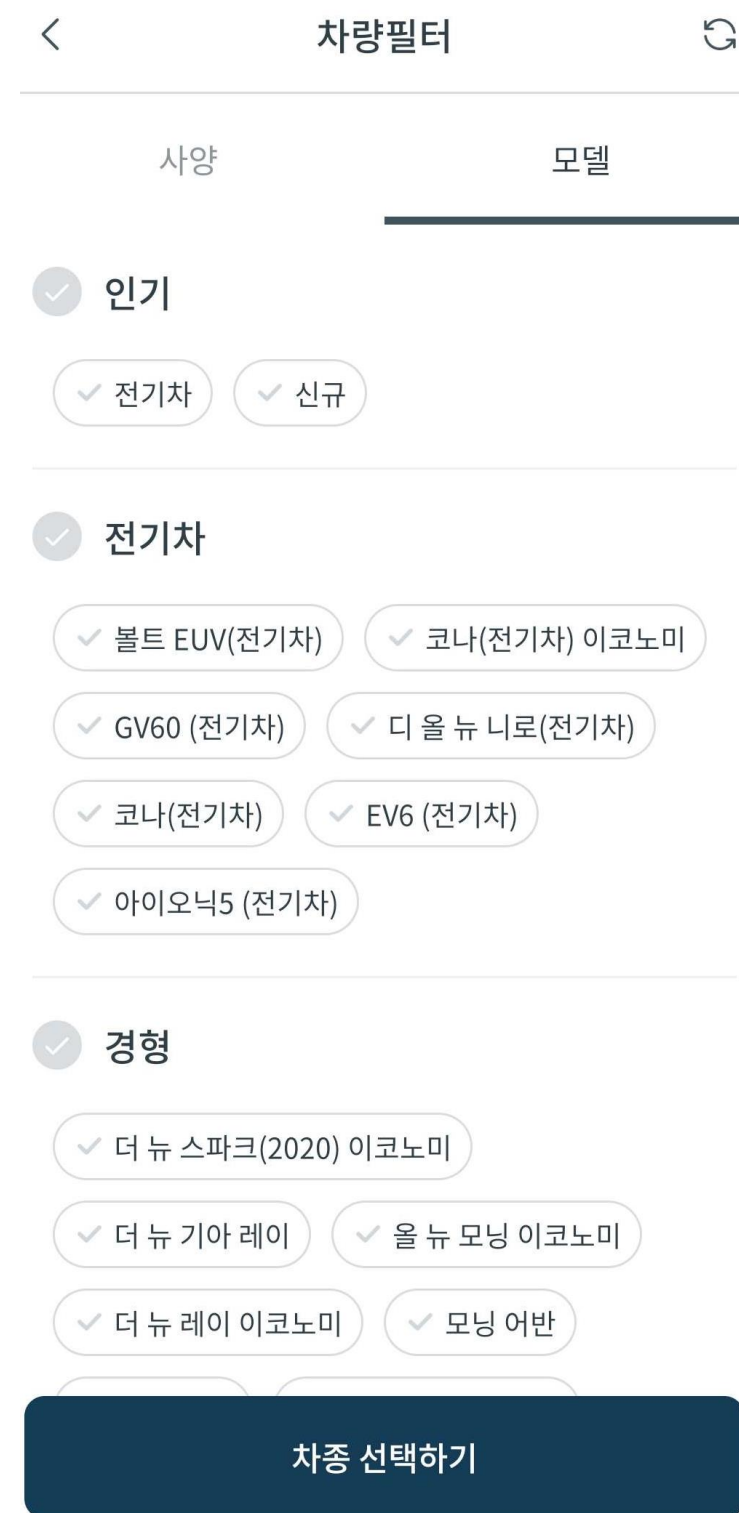 차량필터
사양 모델
인기
전기차 신규
전기차
볼트 EUV(전기차) 코나(전기차) 이코노미
GV60 (전기차) 디 올 뉴 니로(전기차)
코나(전기차) EV6 (전기차)
아이오닉5 (전기차)
경형
더 뉴 스파크(2020) 이코노미
더 뉴 기아 레이 올 뉴 모닝 이코노미
더 뉴 레이 이코노미 모닝 어반
차종 선택하기